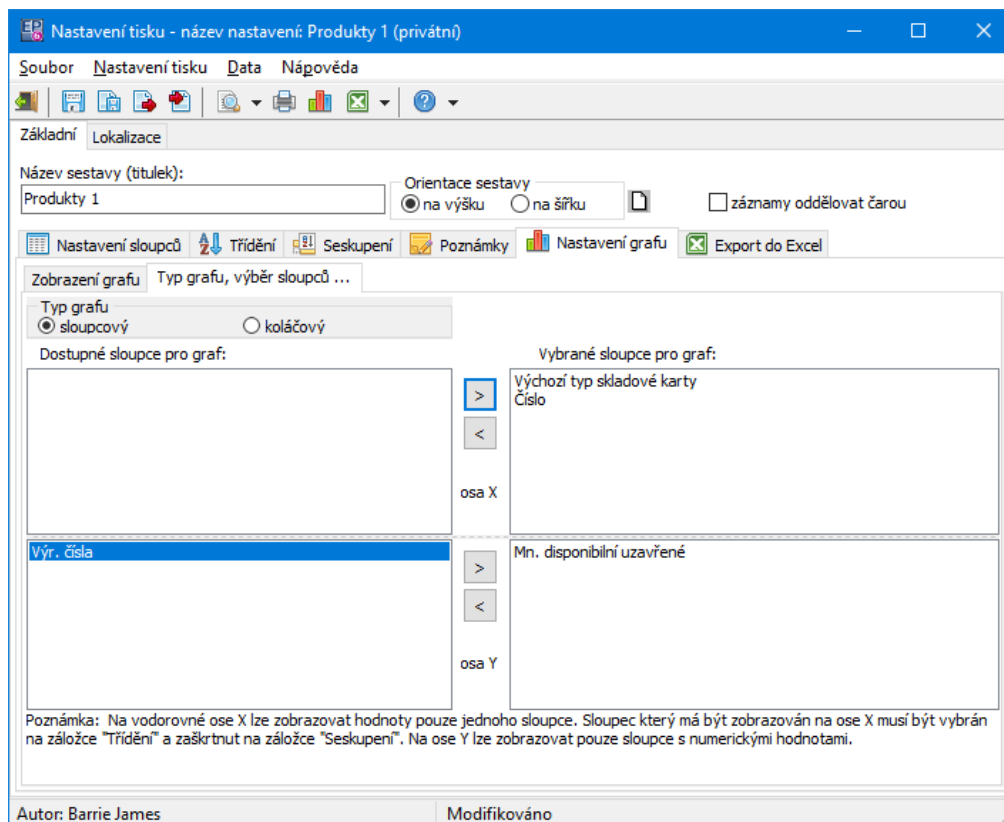 Nastavení tisku - název nastavení: Produkty 1 (privátní)
Soubor Nastavení tisku Data Nápověda
Základní Lokalizace
Název sestavy (titulek):
Produkty 1
Orientace sestavy
na výšku na šířku
záznamy oddělovat čarou
Nastavení sloupců Třídění Seskupení Poznámky Nastavení grafu Export do Excel
Zobrazení grafu Typ grafu, výběr sloupců ...
Typ grafu
sloupcový koláčový
Dostupné sloupce pro graf: Vybrané sloupce pro graf:
Výchozí typ skladové karty
>
Číslo
<
osa X
Výr. čísla Mn. disponibilní uzavřené
>
<
osa Y
Poznámka: Na vodorovné ose X lze zobrazovat hodnoty pouze jednoho sloupce. Sloupec který má být zobrazován na ose X musí být vybrán
na záložce "Třídění" a zaškrtnut na záložce "Seskupení". Na ose Y lze zobrazovat pouze sloupce s numerickými hodnotami.
Autor: Barrie James Modifikováno